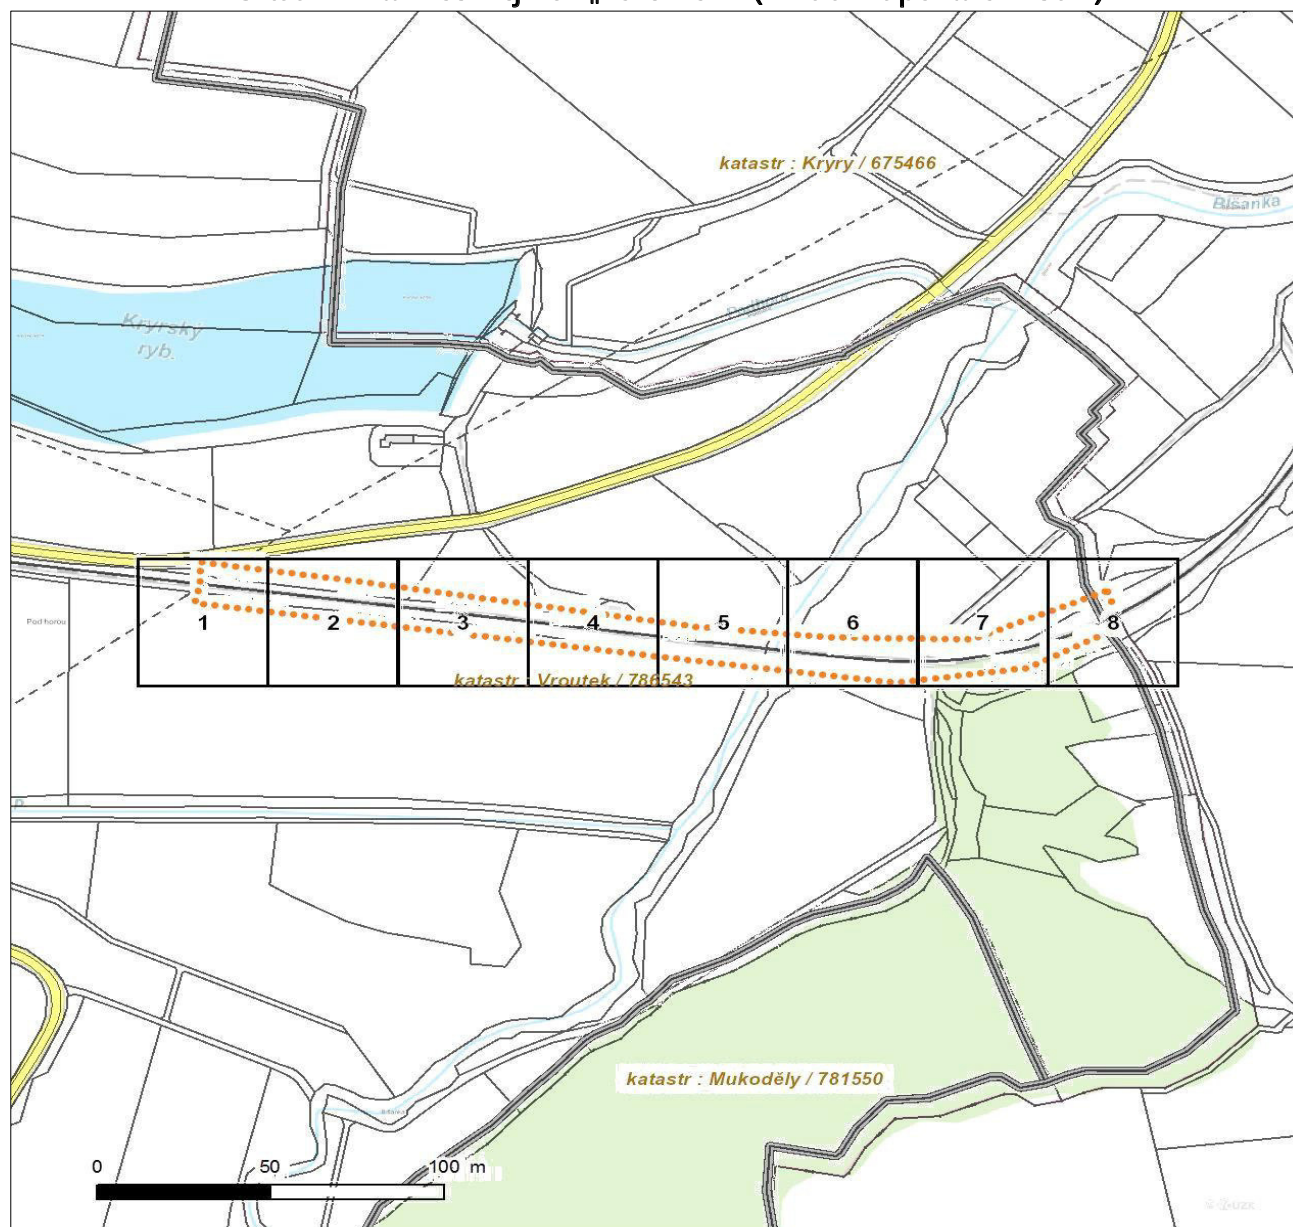 katastr : Kryry / 675466
Blšanka
Kryrský
ryb.
Pod horou
1 2 3 4 5 6 7 8
katastr : Vroutek / 786543
P
katastr : Mukoděly / 781550
0 50 100 m